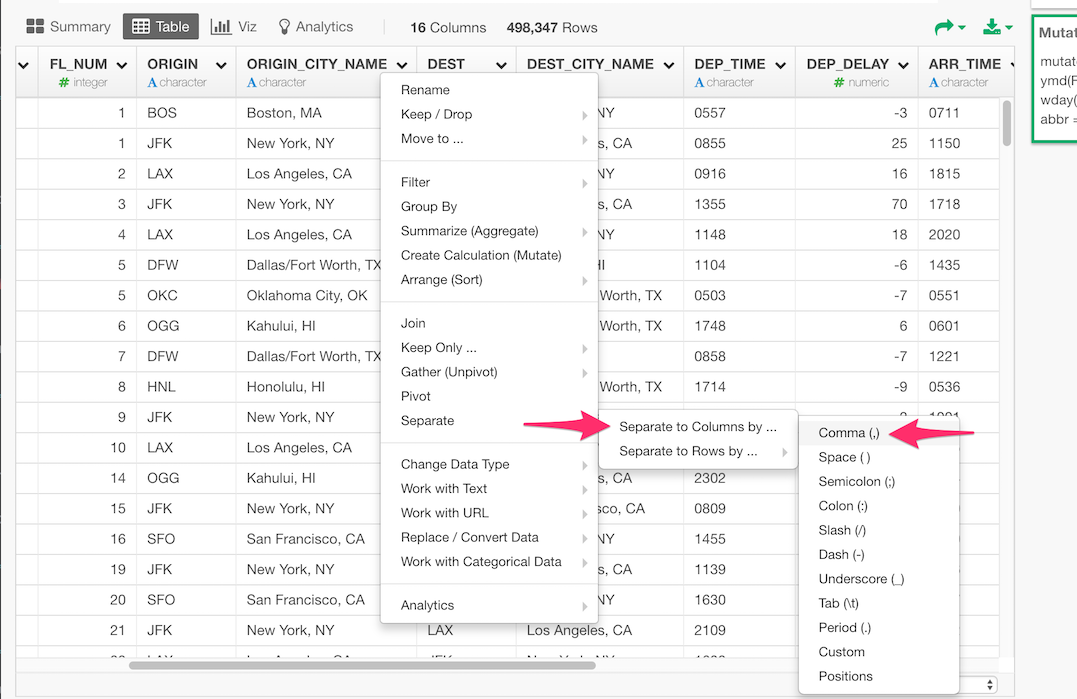 Summary Table Viz Analytics 16 Columns 498,347 Rows
FL_NUM ORIGIN ORIGIN_CITY_NAME DEST DEST_CITY_NAME DEP_TIME DEP_DELAY ARR_TIME
# integer A character A character A character # numeric A character
1 BOS Boston, MA NY 0557 -3 0711
1 JFK New York, NY s, CA 0855 25 1150
2 LAX Los Angeles, CA NY 0916 16 1815
3 JFK New York, NY s, CA 1355 70 1718
4 LAX Los Angeles, CA NY 1148 18 2020
5 DFW Dallas/Fort Worth, TX HI 1104 -6 1435
5 OKC Oklahoma City, OK Worth, TX 0503 -7 0551
6 OGG Kahului, HI Worth, TX 1748 6 0601
7 DFW Dallas/Fort Worth, TX 0858 -7 1221
8 HNL Honolulu, HI Worth, TX 1714 -9 0536
9 JFK New York, NY
10 LAX Los Angeles, CA
14 OGG Kahului, HI s, CA 2302
15 JFK New York, NY sco, CA 0809
16 SFO San Francisco, CA NY 1455
19 JFK New York, NY s, CA 1139
20 SFO San Francisco, CA NY 1630
21 JFK New York, NY LAX Los Angeles, CA 2109
Rename
Keep / Drop
Move to ...
Filter
Group By
Summarize (Aggregate)
Create Calculation (Mutate)
Arrange (Sort)
Join
Keep Only ...
Gather (Unpivot)
Pivot
Separate
Change Data Type
Work with Text
Work with URL
Replace / Convert Data
Work with Categorical Data
Analytics
Separate to Columns by ...
Separate to Rows by ...
Comma (,)
Space ( )
Semicolon (;)
Colon (:)
Slash (/)
Dash (-)
Underscore (_)
Tab (\t)
Period (.)
Custom
Positions
Mutat
mutat
ymd(F
wday(
abbr =